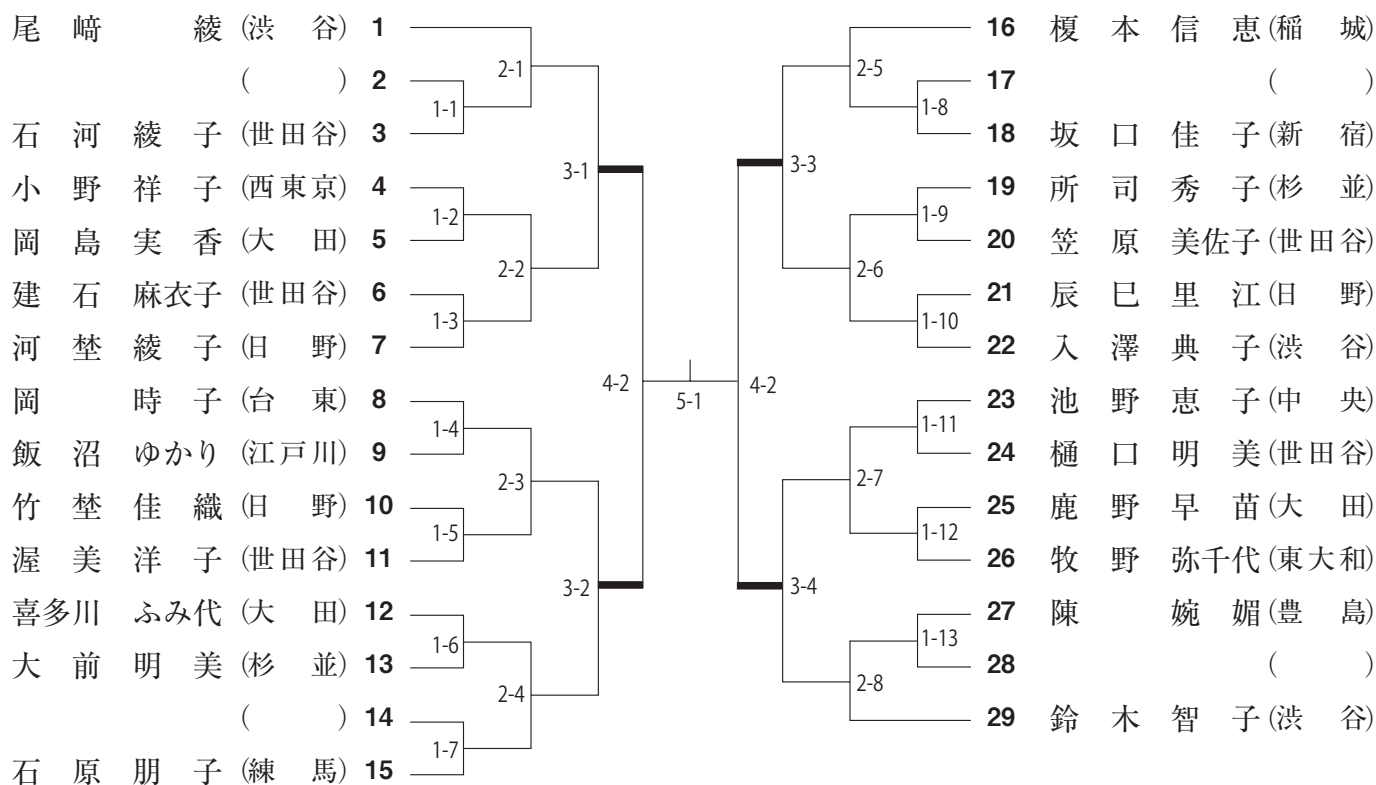 尾﨑 綾 (渋 谷) 1
( ) 2
石 河 綾 子 (世田谷) 3
小 野 祥 子 (西東京) 4
岡 島 実 香 (大 田) 5
建 石 麻衣子 (世田谷) 6
河 埜 綾 子 (日 野) 7
岡 時 子 (台 東) 8
飯 沼 ゆかり (江戸川) 9
竹 埜 佳 織 (日 野) 10
渥 美 洋 子 (世田谷) 11
喜多川 ふみ代 (大 田) 12
大 前 明 美 (杉 並) 13
( ) 14
石 原 朋 子 (練 馬) 15
1-1
1-2
1-3
1-4
1-5
1-6
1-7
2-1
2-2
2-3
2-4
3-1
3-2
4-2
5-1
4-2
3-3
3-4
2-5
2-6
2-7
2-8
1-8
1-9
1-10
1-11
1-12
1-13
16 榎 本 信 恵 (稲 城)
17 ( )
18 坂 口 佳 子 (新 宿)
19 所 司 秀 子 (杉 並)
20 笠 原 美佐子 (世田谷)
21 辰 巳 里 江 (日 野)
22 入 澤 典 子 (渋 谷)
23 池 野 恵 子 (中 央)
24 樋 口 明 美 (世田谷)
25 鹿 野 早 苗 (大 田)
26 牧 野 弥千代 (東大和)
27 陳 婉 媚 (豊 島)
28 ( )
29 鈴 木 智 子 (渋 谷)